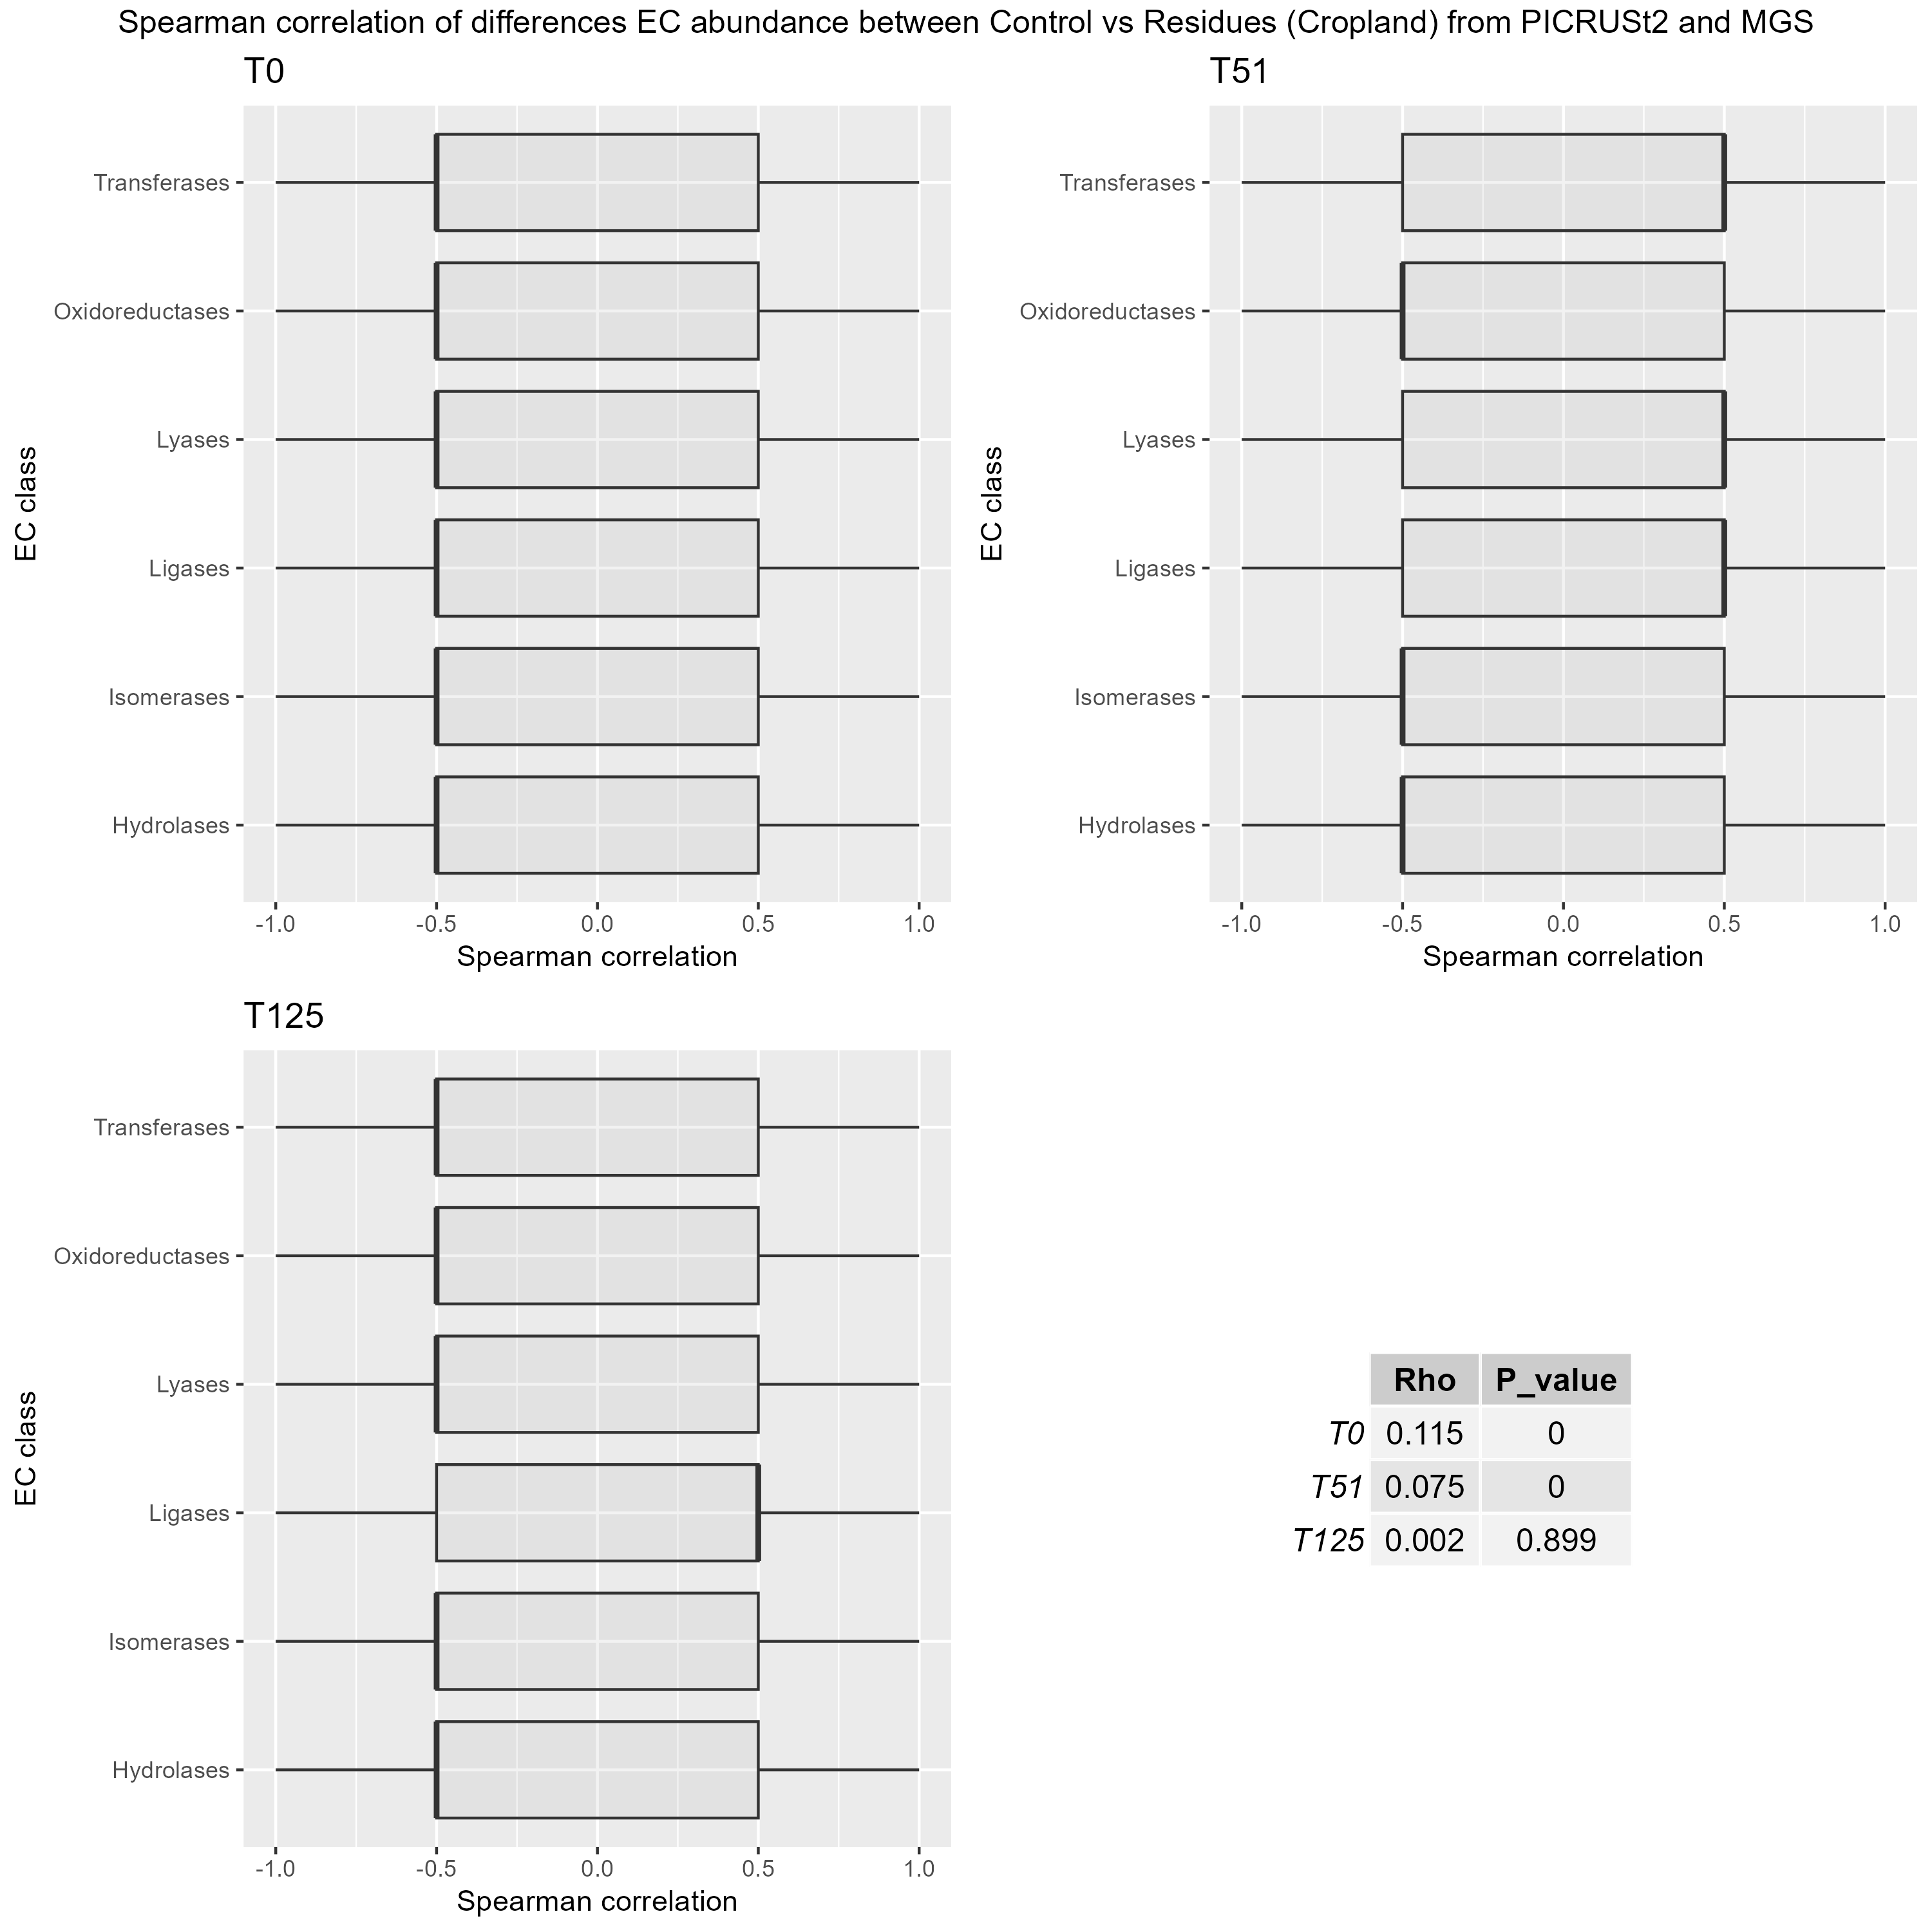 Spearman correlation of differences EC abundance between Control vs Residues (Cropland) from PICRUSt2 and MGS
T0
EC class
Transferases
Oxidoreductases
Lyases
Ligases
Isomerases
Hydrolases
-1.0 -0.5 0.0 0.5 1.0
Spearman correlation
T51
EC class
Transferases
Oxidoreductases
Lyases
Ligases
Isomerases
Hydrolases
-1.0 -0.5 0.0 0.5 1.0
Spearman correlation
T125
EC class
Transferases
Oxidoreductases
Lyases
Ligases
Isomerases
Hydrolases
-1.0 -0.5 0.0 0.5 1.0
Spearman correlation
Rho P_value
T0 0.115 0
T51 0.075 0
T125 0.002 0.899